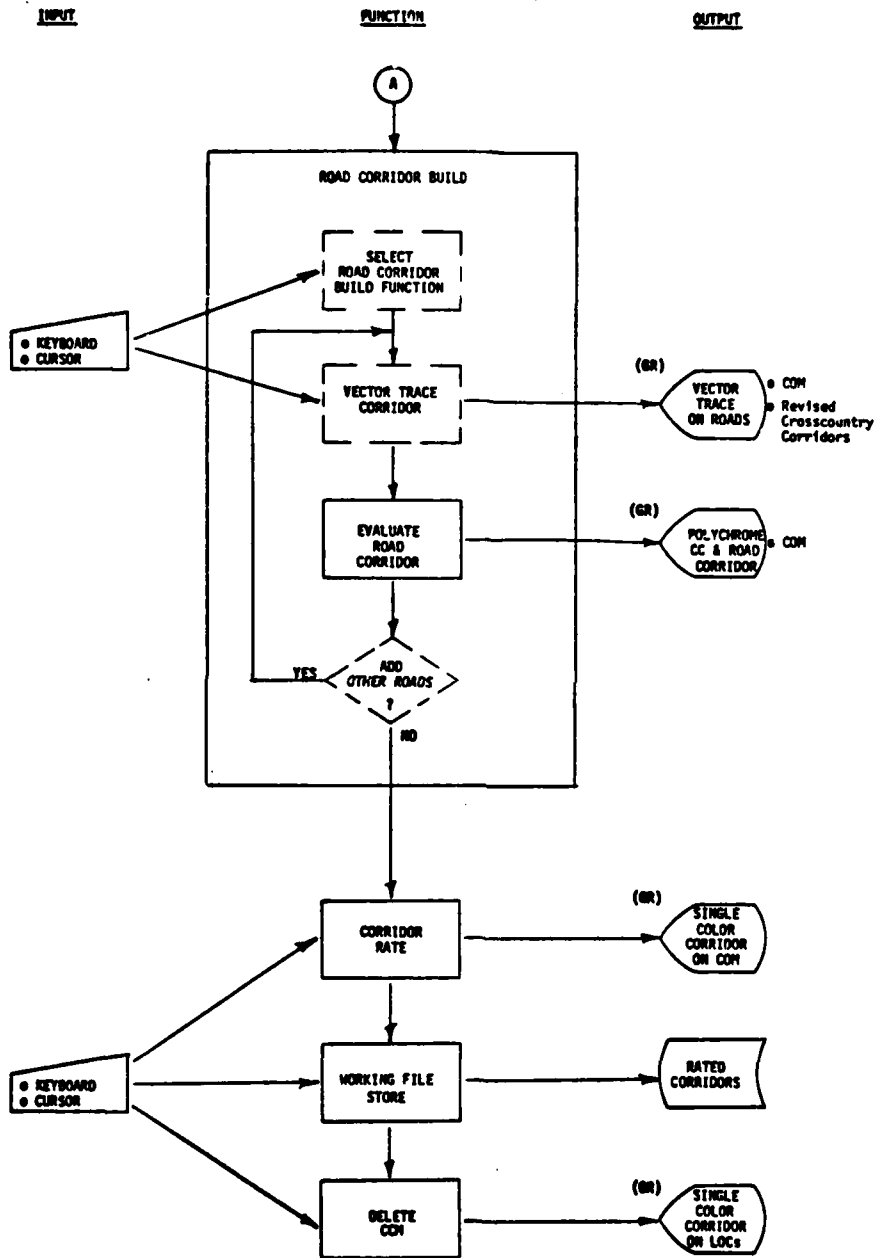 INPUT
FUNCTION
OUTPUT
A
ROAD CORRIDOR BUILD
SELECT
ROAD CORRIDOR
BUILD FUNCTION
• KEYBOARD
• CURSOR
VECTOR TRACE
CORRIDOR
(GR)
VECTOR
TRACE
ON ROADS
• COM
• Revised
Crosscountry
Corridors
EVALUATE
ROAD
CORRIDOR
(GR)
POLYCHROME
CC & ROAD
CORRIDOR
• COM
YES
ADD
OTHER ROADS
?
NO
CORRIDOR
RATE
(GR)
SINGLE
COLOR
CORRIDOR
ON COM
• KEYBOARD
• CURSOR
WORKING FILE
STORE
RATED
CORRIDORS
DELETE
CCM
(GR)
SINGLE
COLOR
CORRIDOR
ON LOCs